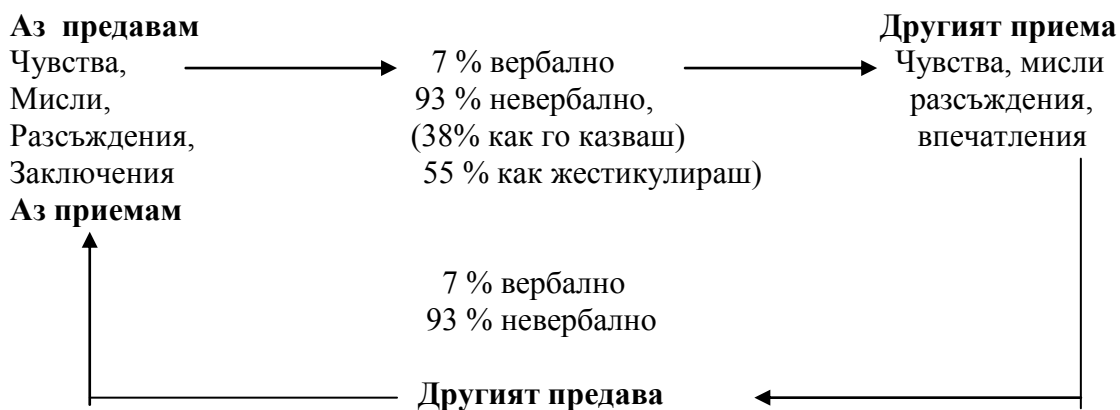 Аз предавам
Другият приема
Чувства,
7 % вербално
Чувства, мисли
Мисли,
93 % невербално,
разсъждения,
Разсъждения,
(38% как го казваш)
впечатления
Заключения
55 % как жестикулираш)
Аз приемам
7 % вербално
93 % невербално
Другият предава